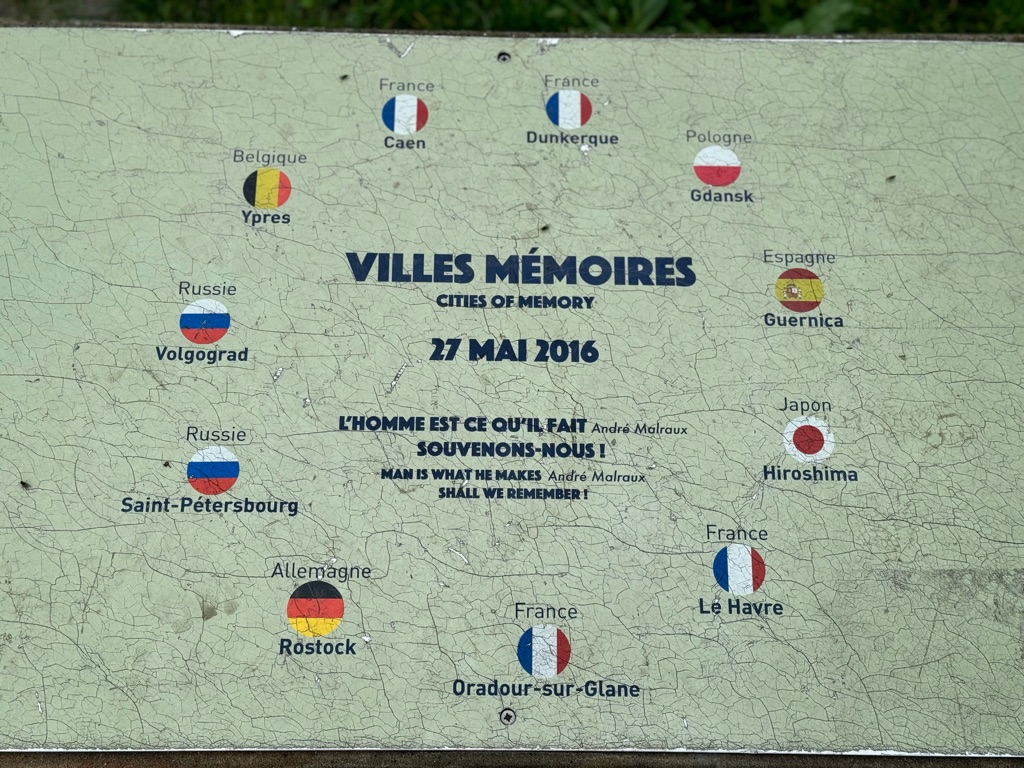 France
Caen
France
Dunkerque
Pologne
Gdansk
Belgique
Ypres
Espagne
Guernica
VILLES MÉMOIRES
CITIES OF MEMORY
27 MAI 2016
Russie
Volgograd
Japon
Hiroshima
L'HOMME EST CE QU'IL FAIT André Malraux
SOUVENONS-NOUS !
MAN IS WHAT HE MAKES André Malraux
SHALL WE REMEMBER !
Russie
Saint-Pétersbourg
France
Le Havre
Allemagne
Rostock
France
Oradour-sur-Glane